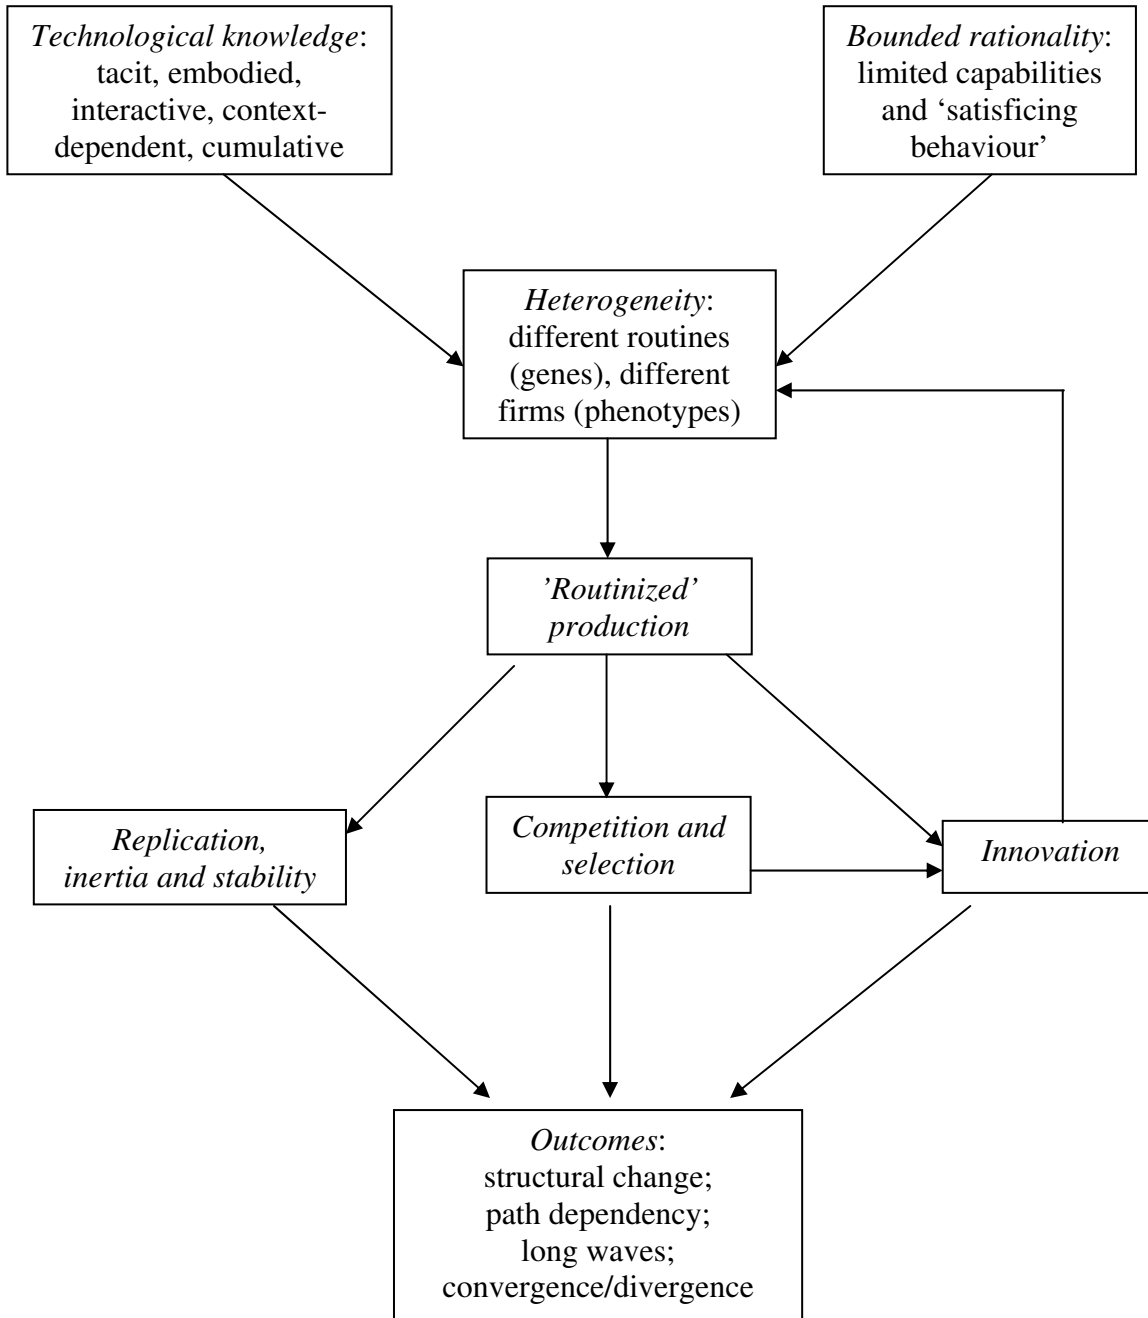 Technological knowledge:
tacit, embodied,
interactive, context-
dependent, cumulative
Bounded rationality:
limited capabilities
and ‘satisficing
behaviour’
Heterogeneity:
different routines
(genes), different
firms (phenotypes)
’Routinized’
production
Replication,
inertia and stability
Competition and
selection
Innovation
Outcomes:
structural change;
path dependency;
long waves;
convergence/divergence